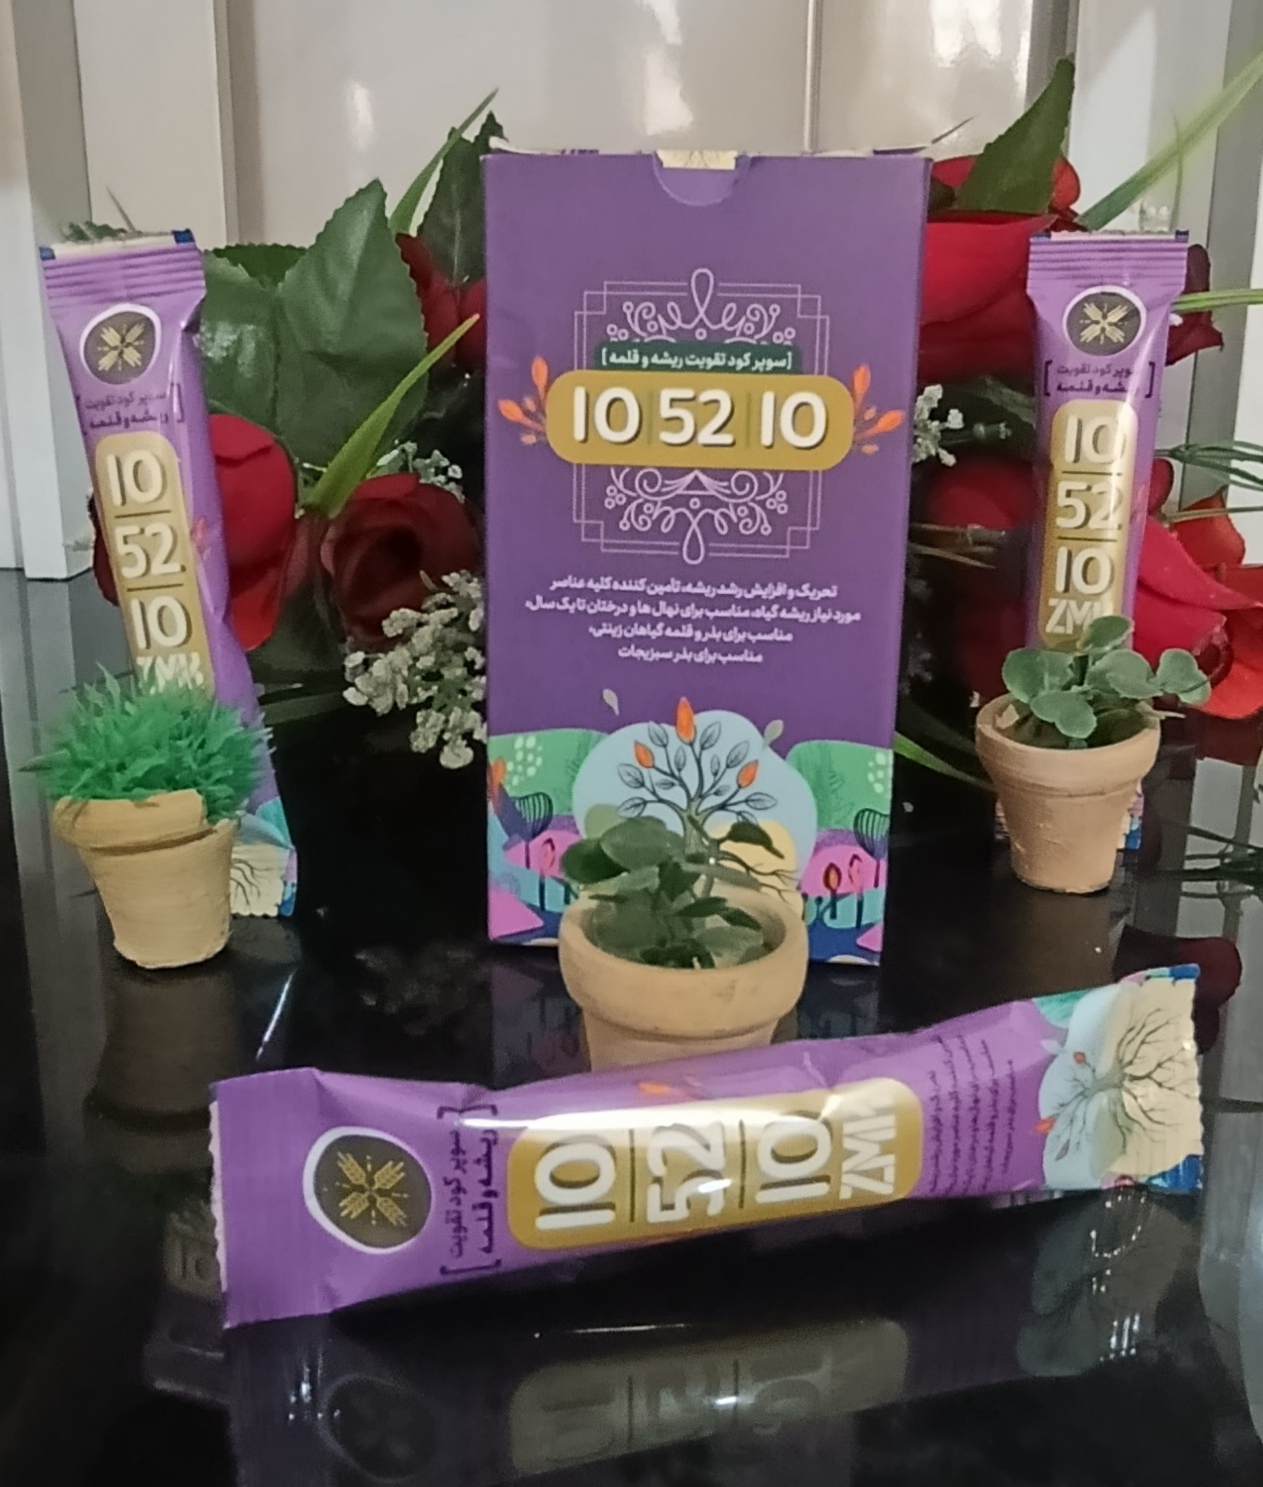 [سوپر کود تقویت ریشه و قلمه]
10 52 10
تحریک و افزایش رشد ریشه، تامین کننده کلیه عناصر
مورد نیاز ریشه گیاه، مناسب برای نهال ها و درختان تا یک سال،
مناسب برای بذر و قلمه گیاهان زینتی،
مناسب برای بذر سبزیجات
[سوپر کود تقویت
ریشه و قلمه]
10
52
10
ZMK
[سوپر کود تقویت
ریشه و قلمه]
10
52
10
[سوپر کود تقویت
ریشه و قلمه]
10
52
10